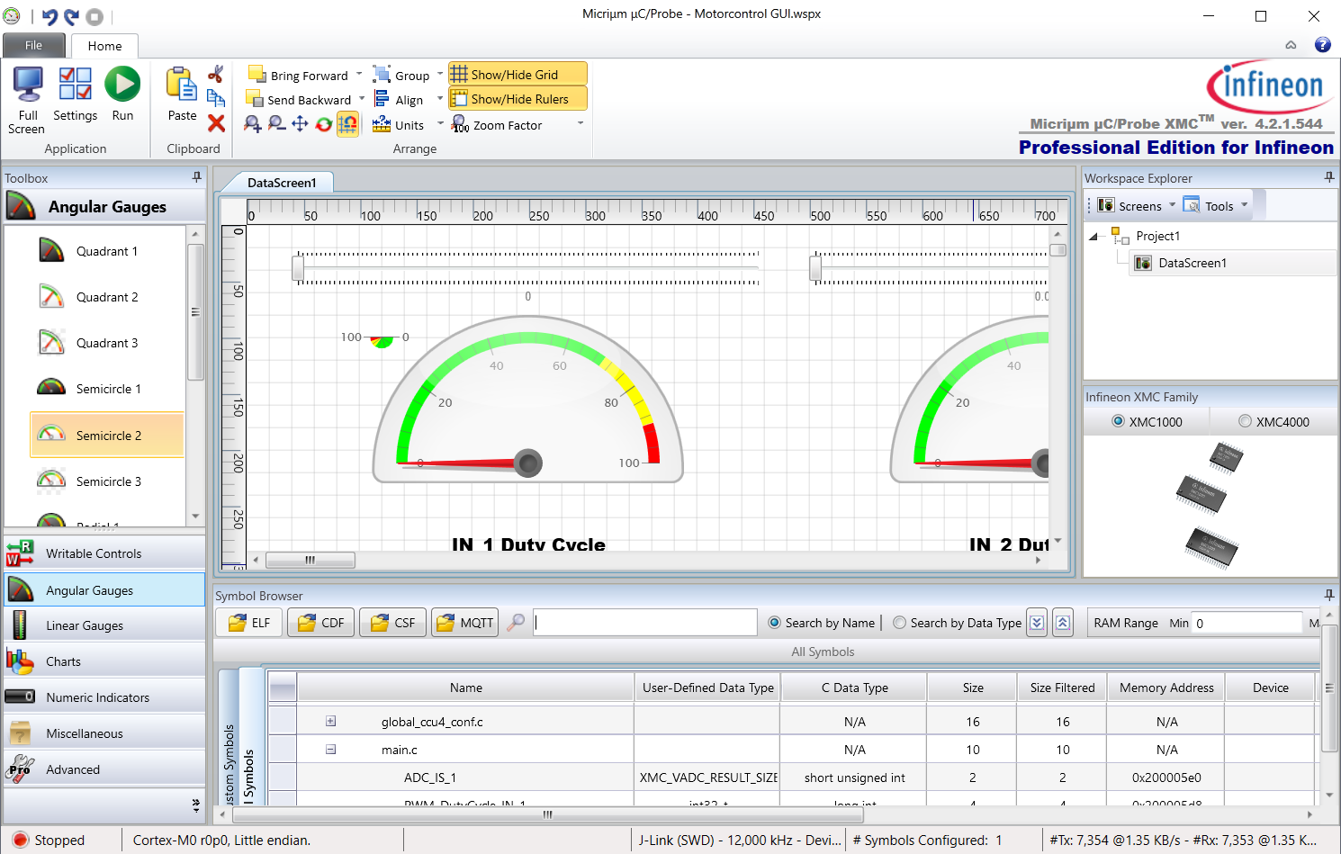 Micriµm µC/Probe - Motorcontrol GUI.wspx
File
Home
Full Screen
Settings
Run
Application
Paste
Clipboard
Bring Forward
Send Backward
Group
Align
Units
Show/Hide Grid
Show/Hide Rulers
100
Zoom Factor
Arrange
infineon
Micriµm µC/Probe XMC™ ver. 4.2.1.544
Professional Edition for Infineon
Toolbox
Angular Gauges
Quadrant 1
Quadrant 2
Quadrant 3
Semicircle 1
Semicircle 2
Semicircle 3
Radial 1
R
W
Writable Controls
Angular Gauges
Linear Gauges
Charts
Numeric Indicators
Miscellaneous
Pro Advanced
DataScreen1
0 50 100 150 200 250 300 350 400 450 500 550 600 650 700
0
50
100
150
200
250
0
0.0
100 0
0 20 40 60 80 100
0 20 40
IN_1 Duty Cycle
IN_2 Dut
Workspace Explorer
Screens
Tools
Project1
DataScreen1
Infineon XMC Family
XMC1000
XMC4000
Infineon
Symbol Browser
ELF
CDF
CSF
MQTT
Search by Name
Search by Data Type
RAM Range Min 0 M
All Symbols
ustom Symbols
l Symbols
Name User-Defined Data Type C Data Type Size Size Filtered Memory Address Device
global_ccu4_conf.c N/A 16 16 N/A
main.c N/A 10 10 N/A
ADC_IS_1 XMC_VADC_RESULT_SIZE short unsigned int 2 2 0x200005e0
PWM_DutyCycle_IN_1 int32_t long int 4 4 0x200005d8
Stopped
Cortex-M0 r0p0, Little endian.
J-Link (SWD) - 12,000 kHz - Devi...
# Symbols Configured: 1
#Tx: 7,354 @1.35 KB/s - #Rx: 7,353 @1.35 K...